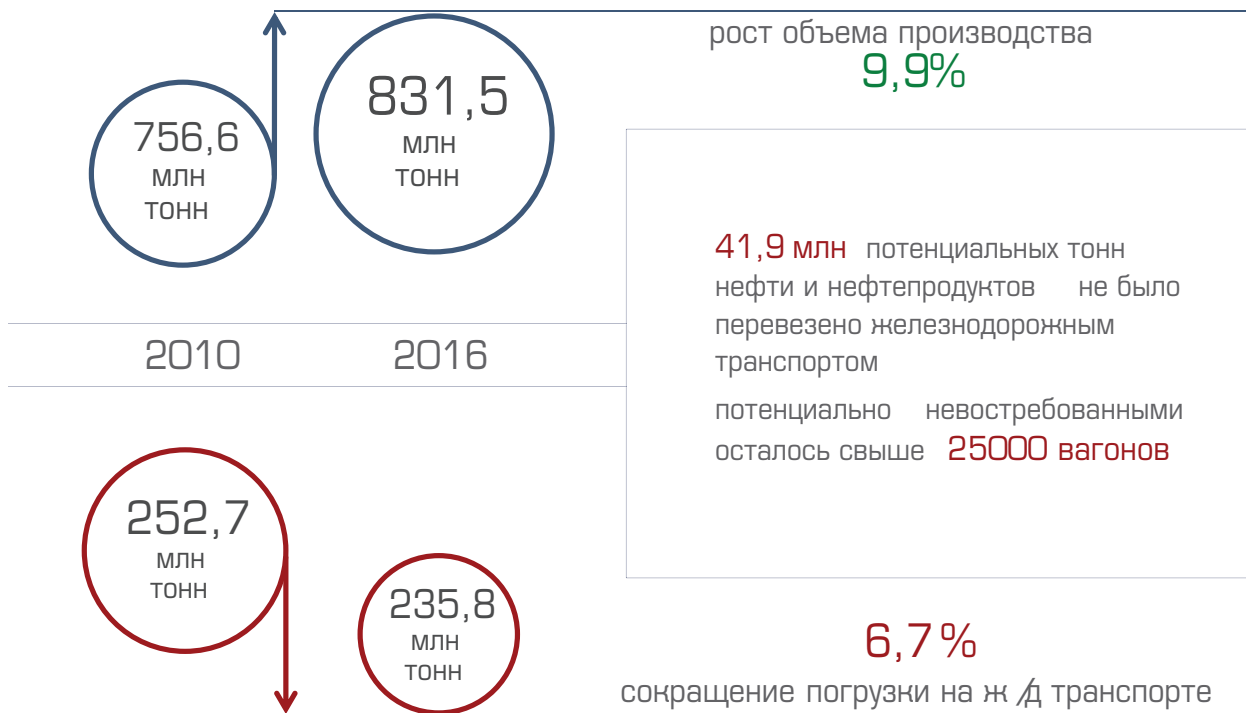 рост объема производства
9,9%
756,6
млн
тонн
831,5
млн
тонн
41,9 млн потенциальных тонн
нефти и нефтепродуктов не было
перевезено железнодорожным
транспортом
потенциально невостребованными
осталось свыше 25000 вагонов
2010 2016
252,7
млн
тонн
235,8
млн
тонн
6,7%
сокращение погрузки на ж/д транспорте